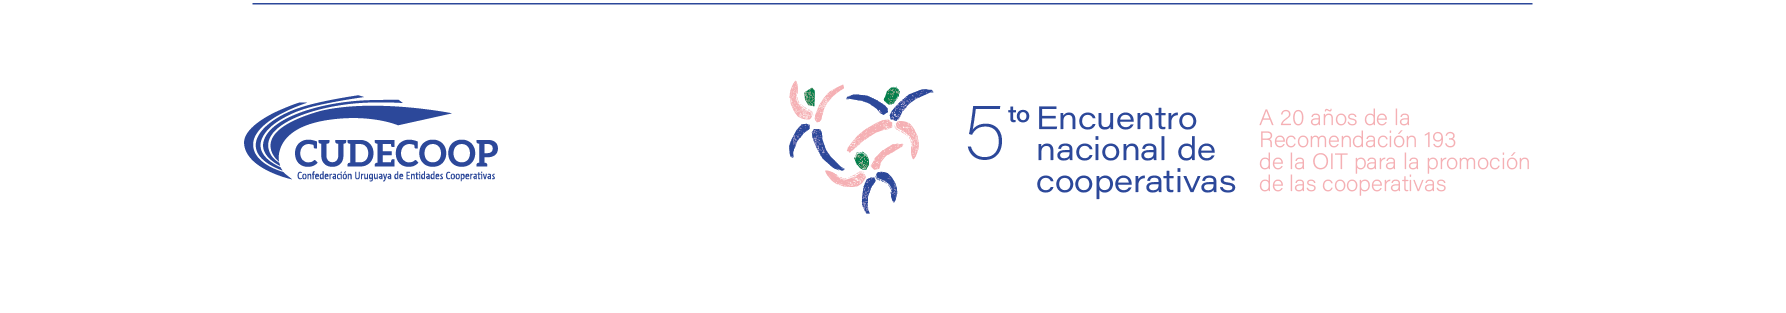 CUDECOOP
Confederación Uruguaya de Entidades Cooperativas
5to Encuentro
nacional de
cooperativas
A 20 años de la
Recomendación 193
de la OIT para la promoción
de las cooperativas